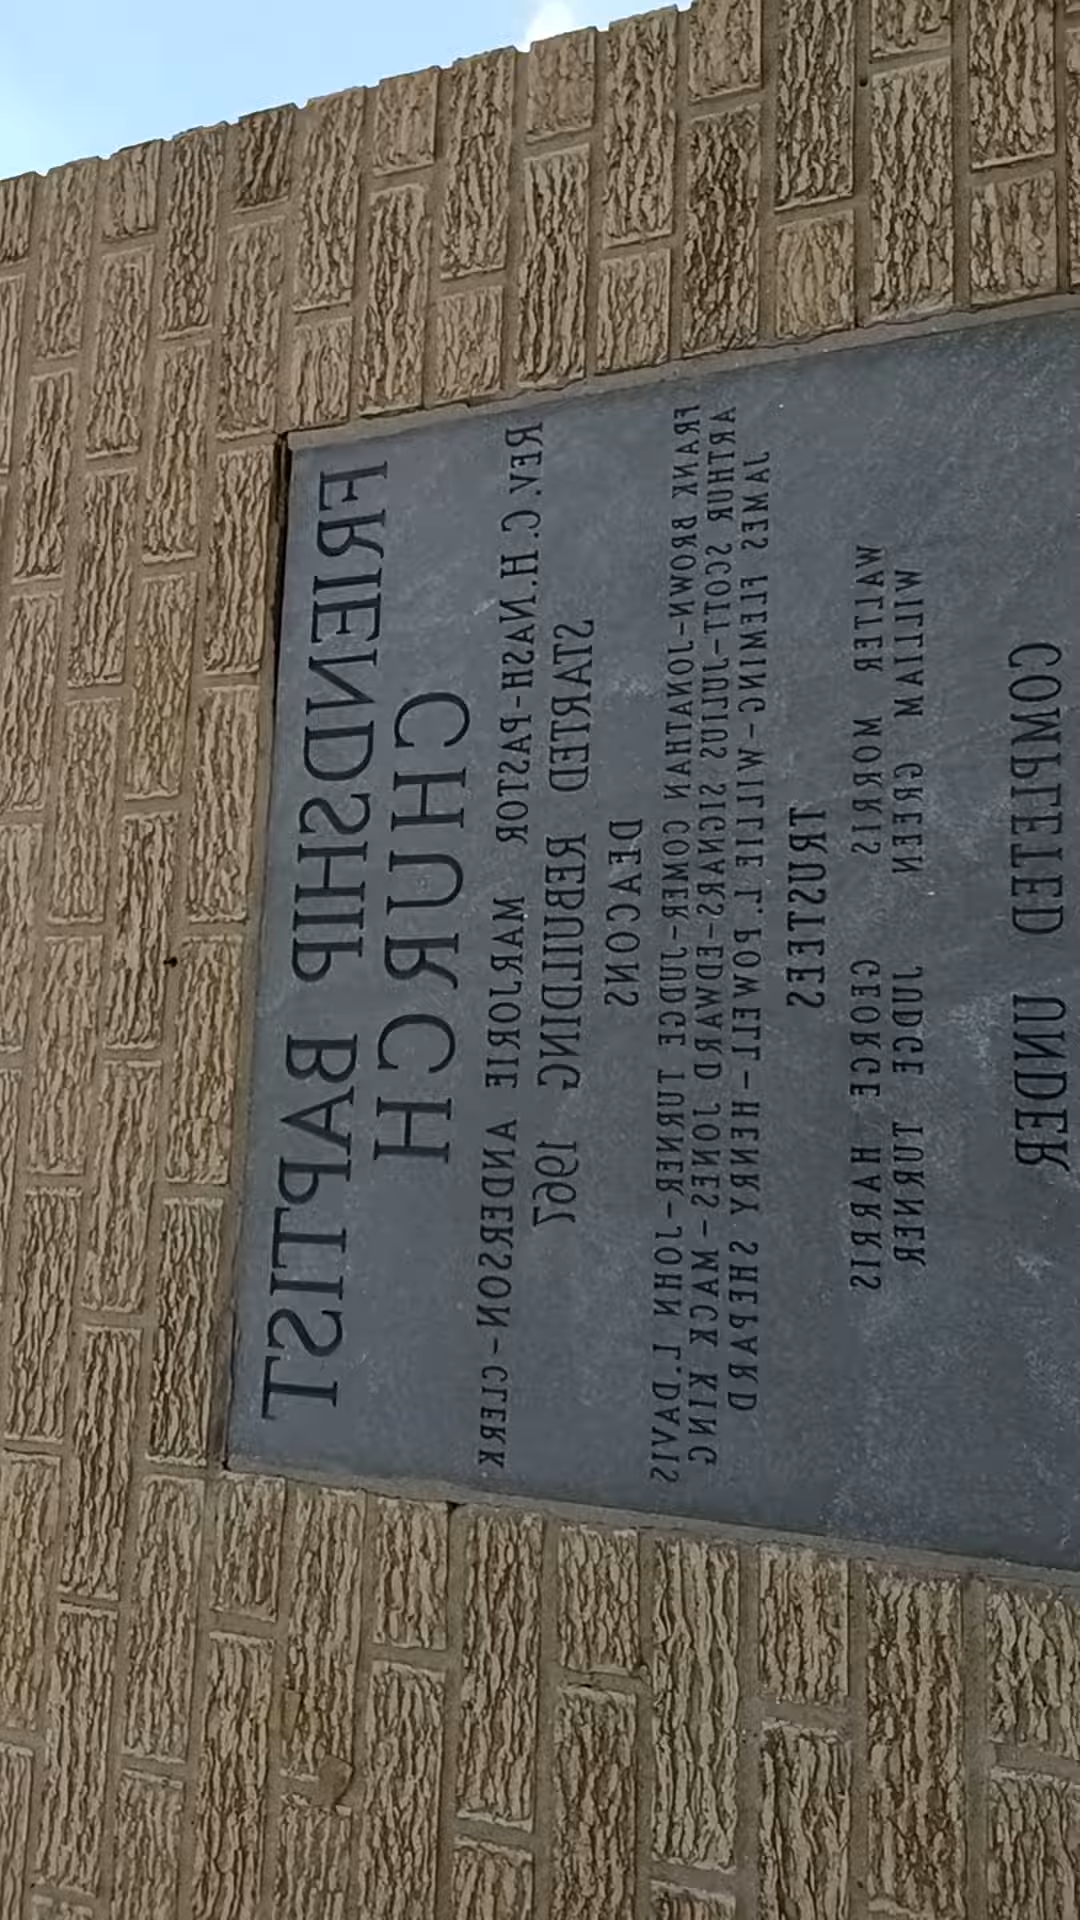 FRIENDSHIP BAPTIST
CHURCH
REV. C. H. NASH-PASTOR MARJORIE ANDERSON-CLERK
STARTED REBUILDING 1967
DEACONS
FRANK BROWN-JONATHAN COMER-JUDGE TURNER-JOHN L. DAVIS
ARTHUR SCOTT-JULIUS SIGNARS-EDWARD JONES-MACK KING
JAMES FLEMING-WILLIE L. POWELL-HENRY SHEPARD
TRUSTEES
WALTER MORRIS GEORGE HARRIS
WILLIAM GREEN JUDGE TURNER
COMPLETED UNDER